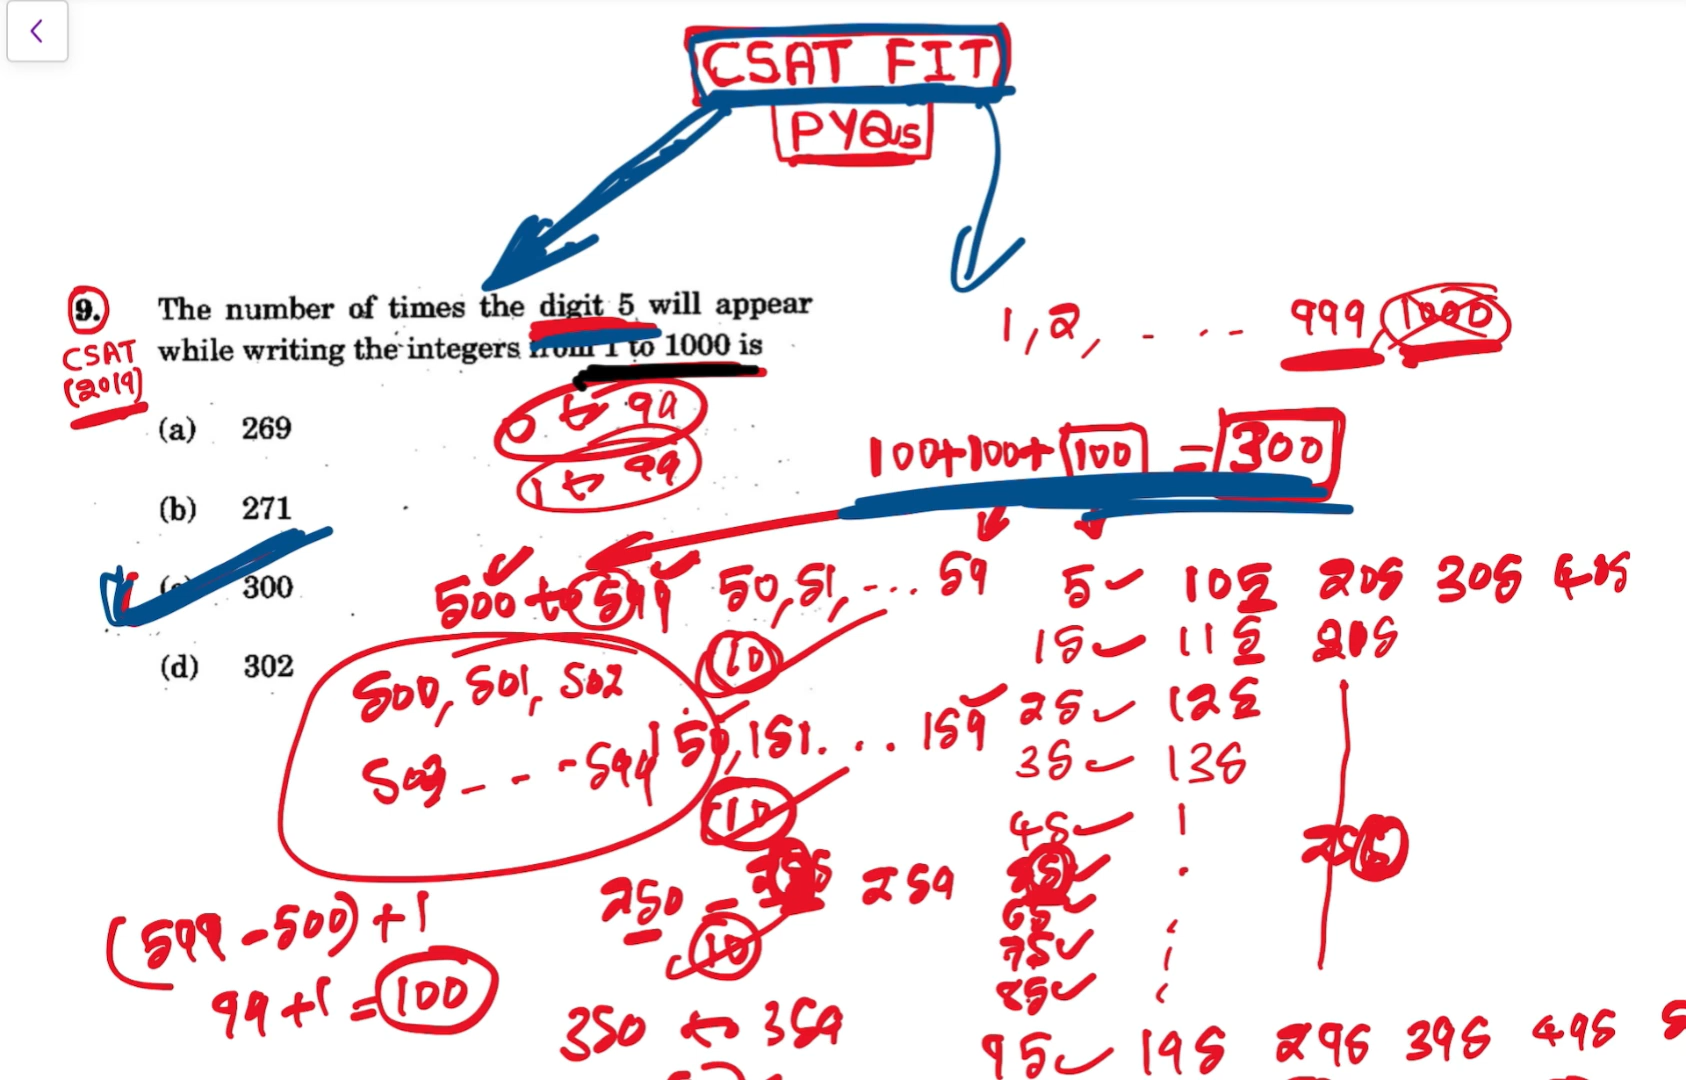 CSAT FIT
PYQs
9. The number of times the digit 5 will appear
while writing the integers from 1 to 1000 is
CSAT
(2019)
(a) 269
(b) 271
300
(d) 302
0 to 99
1 to 99
1, 2, - . . - 999 1000
100+100+ 100 = 300
500 to 599
500, 501, 502
503 - - - 599
(599 - 500) + 1
99 + 1 = 100
50, 51, - . . . 59
10
150, 151. . . . 159
10
250 - 259
10
350 to 359
5 105 205 305 405
15 115 215
25 125
35 135
45
65
75
85
95 195 295 395 495